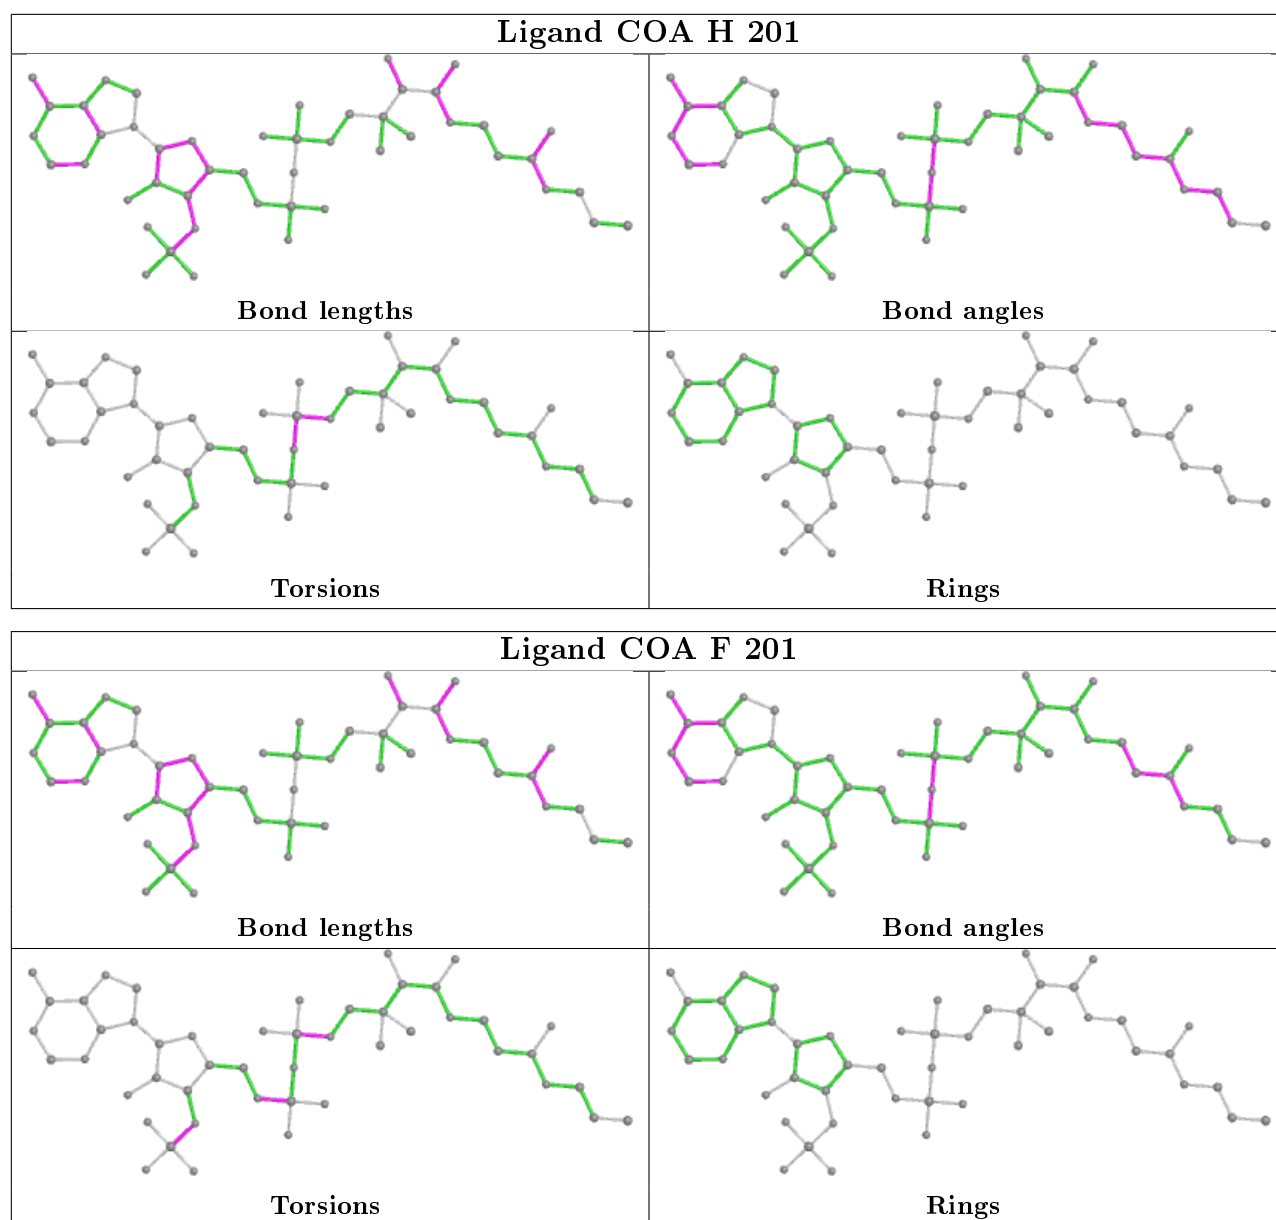 Ligand COA H 201
Bond lengths
Bond angles
Torsions
Rings
Ligand COA F 201
Bond lengths
Bond angles
Torsions
Rings